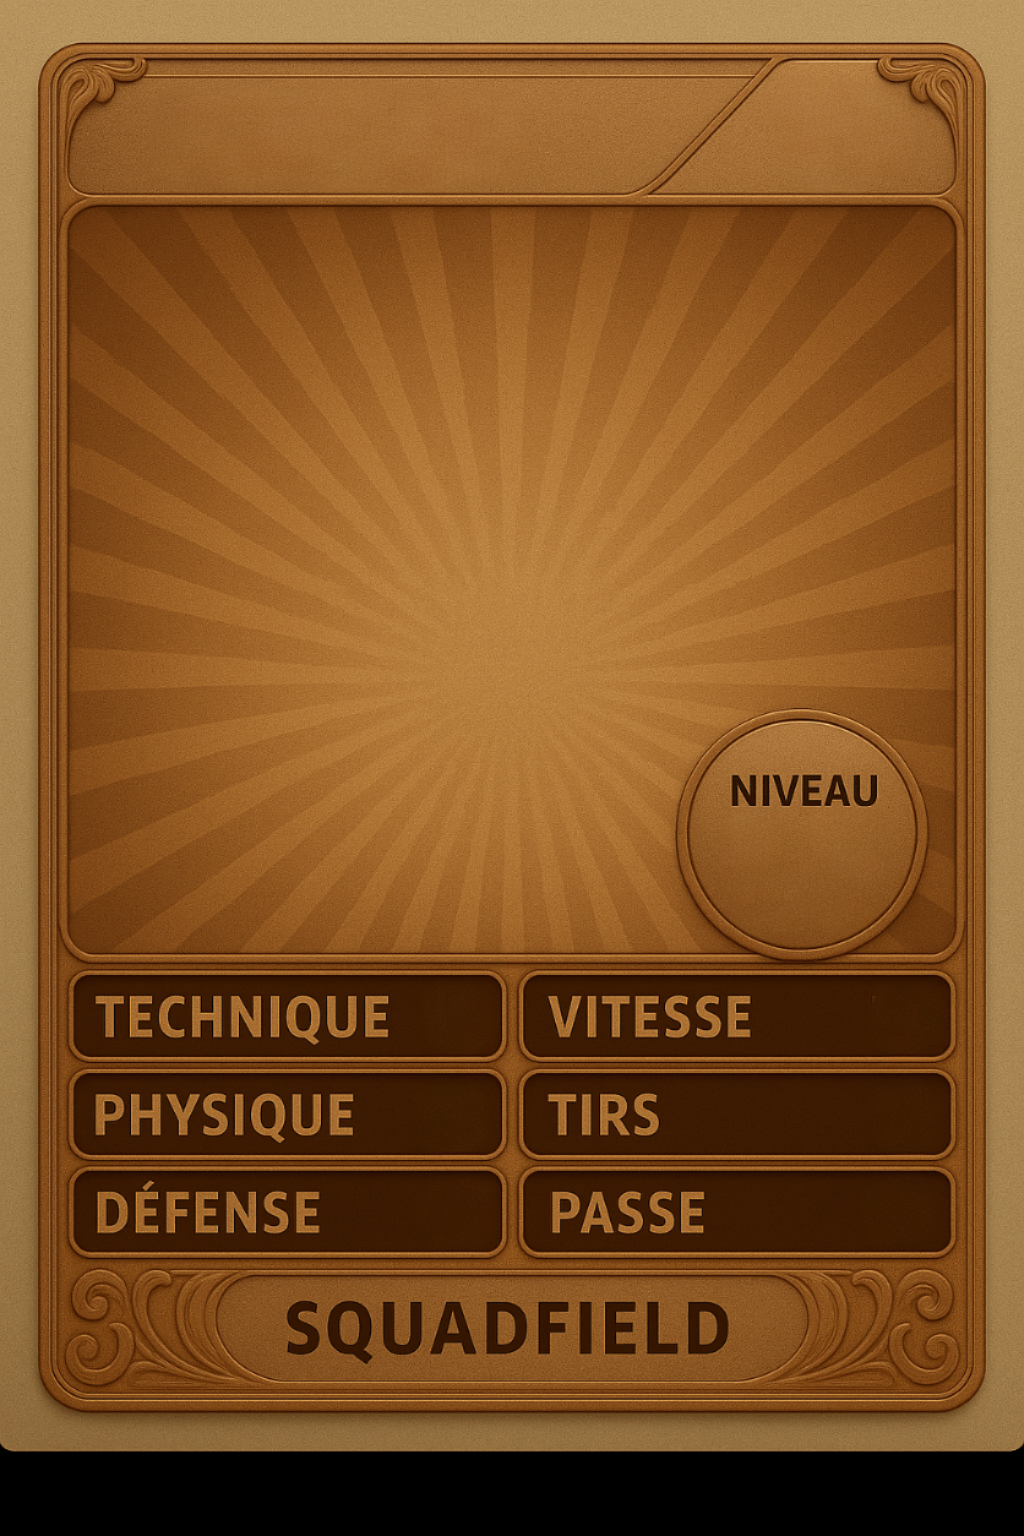 NIVEAU
TECHNIQUE
VITESSE
PHYSIQUE
TIRS
DÉFENSE
PASSE
SQUADFIELD